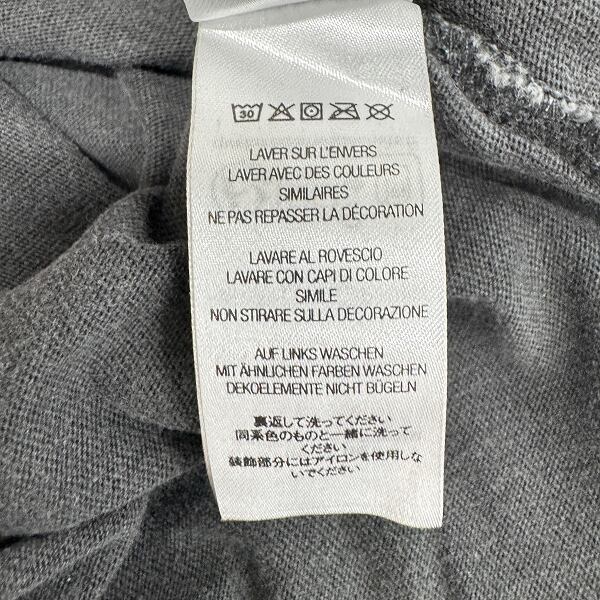 30
LAVER SUR L'ENVERS
LAVER AVEC DES COULEURS
SIMILAIRES
NE PAS REPASSER LA DÉCORATION
LAVARE AL ROVESCIO
LAVARE CON CAPI DI COLORE
SIMILE
NON STIRARE SULLA DECORAZIONE
AUF LINKS WASCHEN
MIT ÄHNLICHEN FARBEN WASCHEN
DEKOELEMENTE NICHT BÜGELN
裏返して洗ってください
同系色のものと一緒に洗って
ください
装飾部分にはアイロンを使用しな
いでください